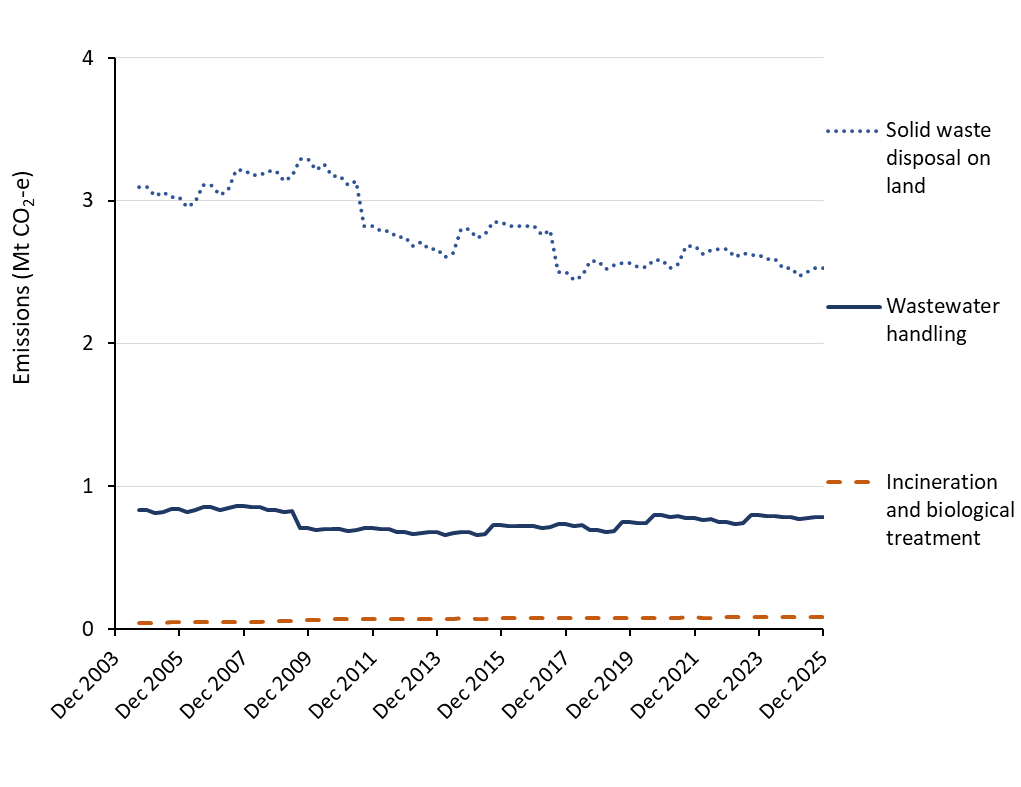 Emissions (Mt CO₂-e)
4
3
2
1
0
Dec 2003
Dec 2005
Dec 2007
Dec 2009
Dec 2011
Dec 2013
Dec 2015
Dec 2017
Dec 2019
Dec 2021
Dec 2023
Dec 2025
Solid waste
disposal on
land
Wastewater
handling
Incineration
and biological
treatment